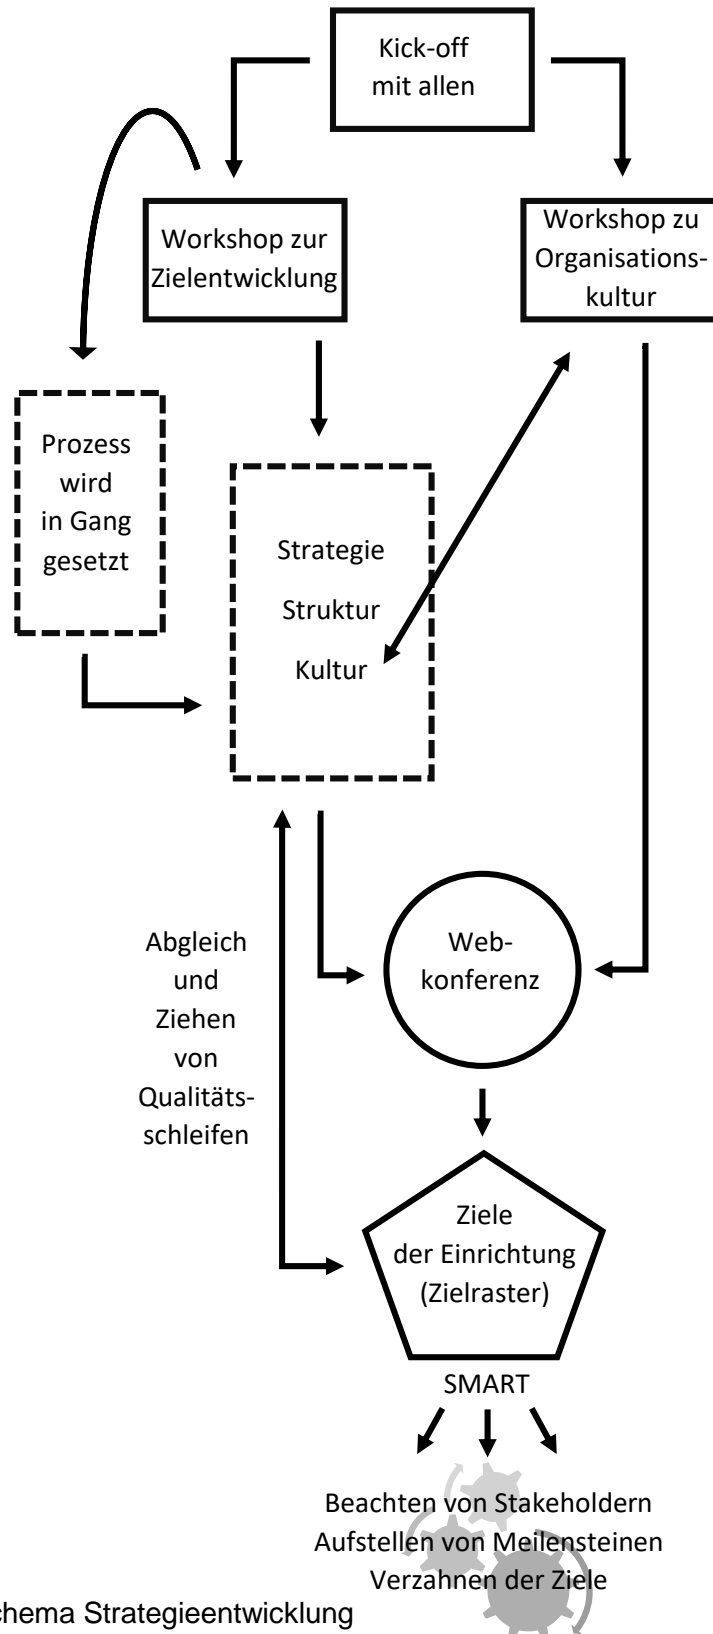 Kick-off
mit allen
Workshop zur
Zielentwicklung
Workshop zu
Organisations-
kultur
Prozess
wird
in Gang
gesetzt
Strategie
Struktur
Kultur
Abgleich
und
Ziehen
von
Qualitäts-
schleifen
Web-
konferenz
Ziele
der Einrichtung
(Zielraster)
SMART
Beachten von Stakeholdern
Aufstellen von Meilensteinen
Verzahnen der Ziele
chema Strategieentwicklung